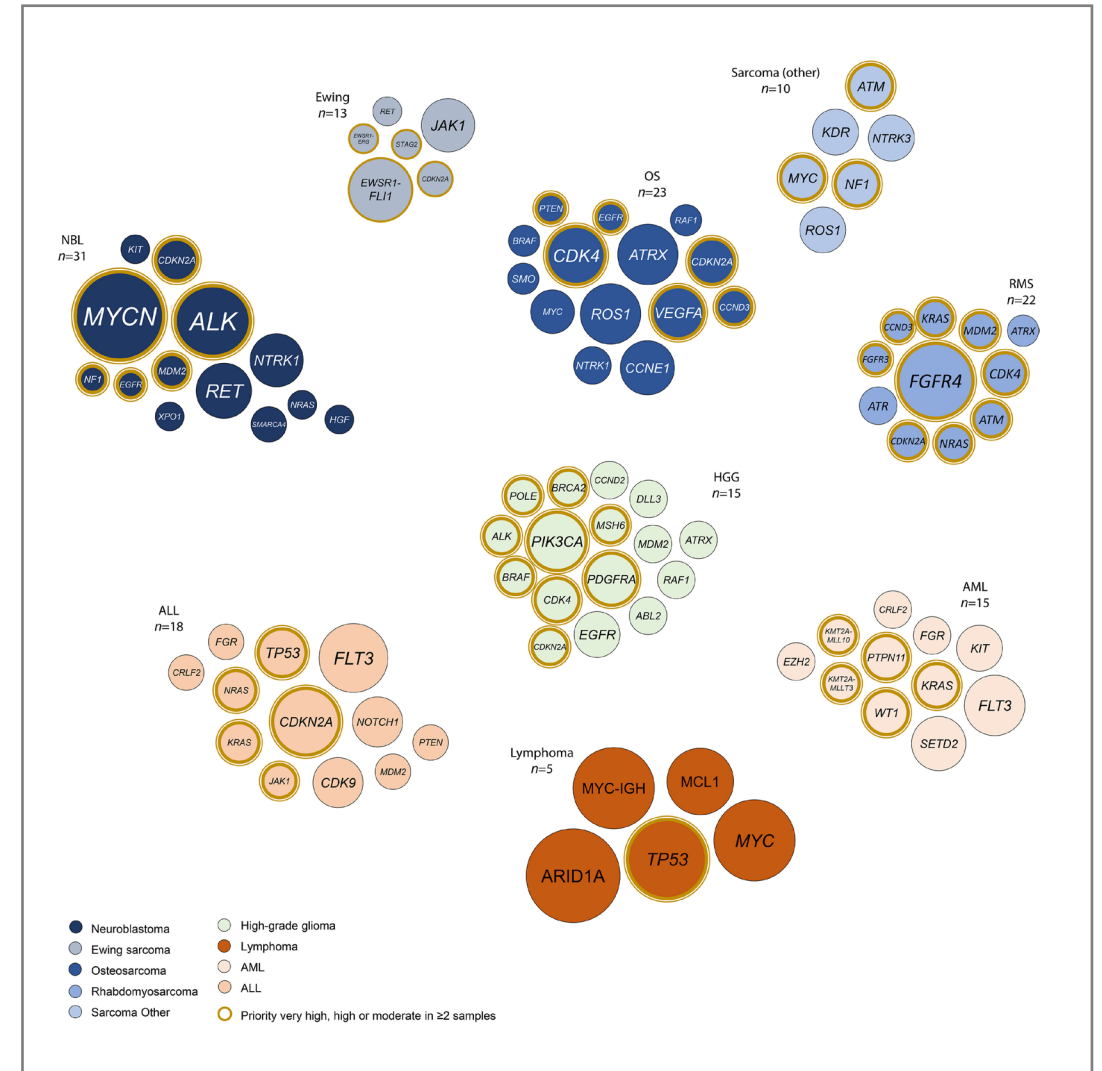 Ewing
n=13
RET
JAK1
EWSR1-
ERG
STAG2
EWSR1-
FLI1
CDKN2A
Sarcoma (other)
n=10
ATM
KDR
NTRK3
MYC
NF1
ROS1
NBL
n=31
KIT
CDKN2A
MYCN
ALK
NF1
EGFR
MDM2
NTRK1
RET
XPO1
SMARCA4
NRAS
HGF
OS
n=23
PTEN
EGFR
RAF1
BRAF
CDK4
ATRX
CDKN2A
SMO
MYC
ROS1
VEGFA
CCND3
NTRK1
CCNE1
RMS
n=22
CCND3
KRAS
MDM2
ATRX
FGFR3
FGFR4
CDK4
ATR
ATM
CDKN2A
NRAS
HGG
n=15
POLE
BRCA2
CCND2
DLL3
ALK
PIK3CA
MSH6
MDM2
ATRX
BRAF
PDGFRA
RAF1
CDK4
ABL2
CDKN2A
EGFR
ALL
n=18
FGR
TP53
FLT3
CRLF2
NRAS
CDKN2A
NOTCH1
KRAS
PTEN
JAK1
CDK9
MDM2
AML
n=15
CRLF2
KMT2A-
MLL10
FGR
KIT
EZH2
PTPN11
KMT2A-
MLLT3
KRAS
WT1
FLT3
SETD2
Lymphoma
n=5
MYC-IGH
MCL1
ARID1A
TP53
MYC
Neuroblastoma
Ewing sarcoma
Osteosarcoma
Rhabdomyosarcoma
Sarcoma Other
High-grade glioma
Lymphoma
AML
ALL
Priority very high, high or moderate in ≥2 samples